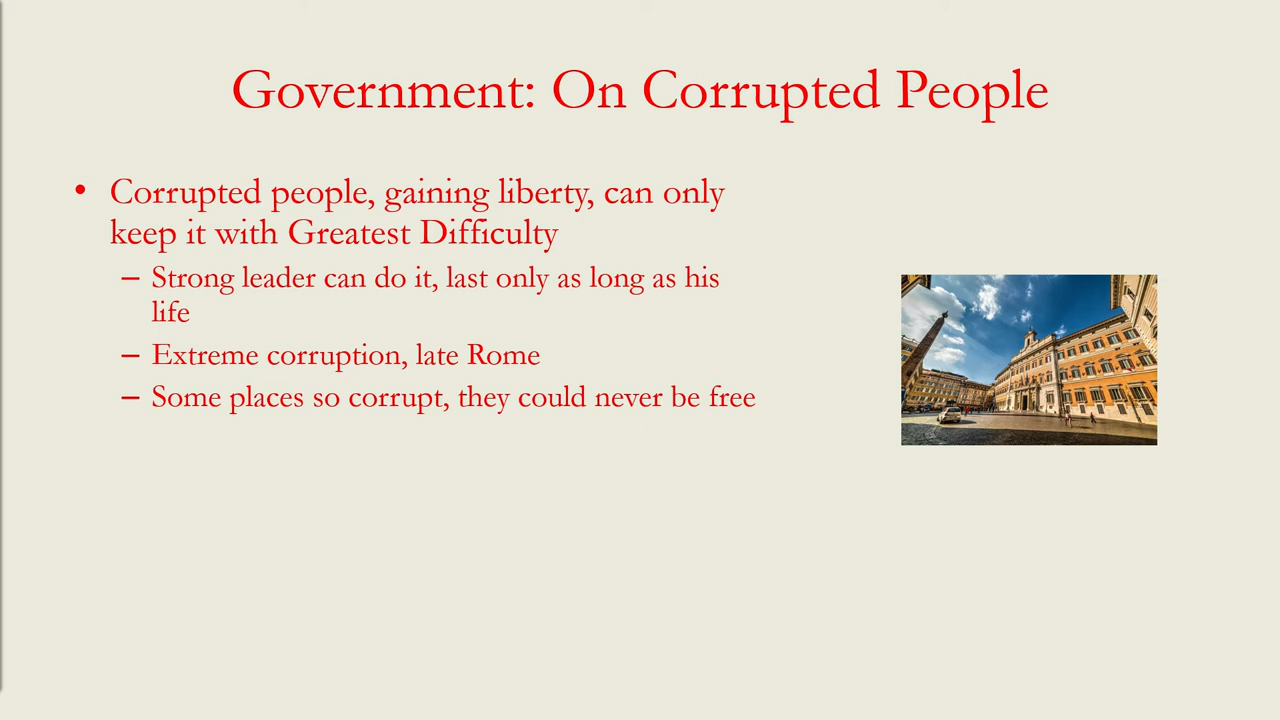 Government: On Corrupted People
• Corrupted people, gaining liberty, can only
keep it with Greatest Difficulty
– Strong leader can do it, last only as long as his
life
– Extreme corruption, late Rome
– Some places so corrupt, they could never be free